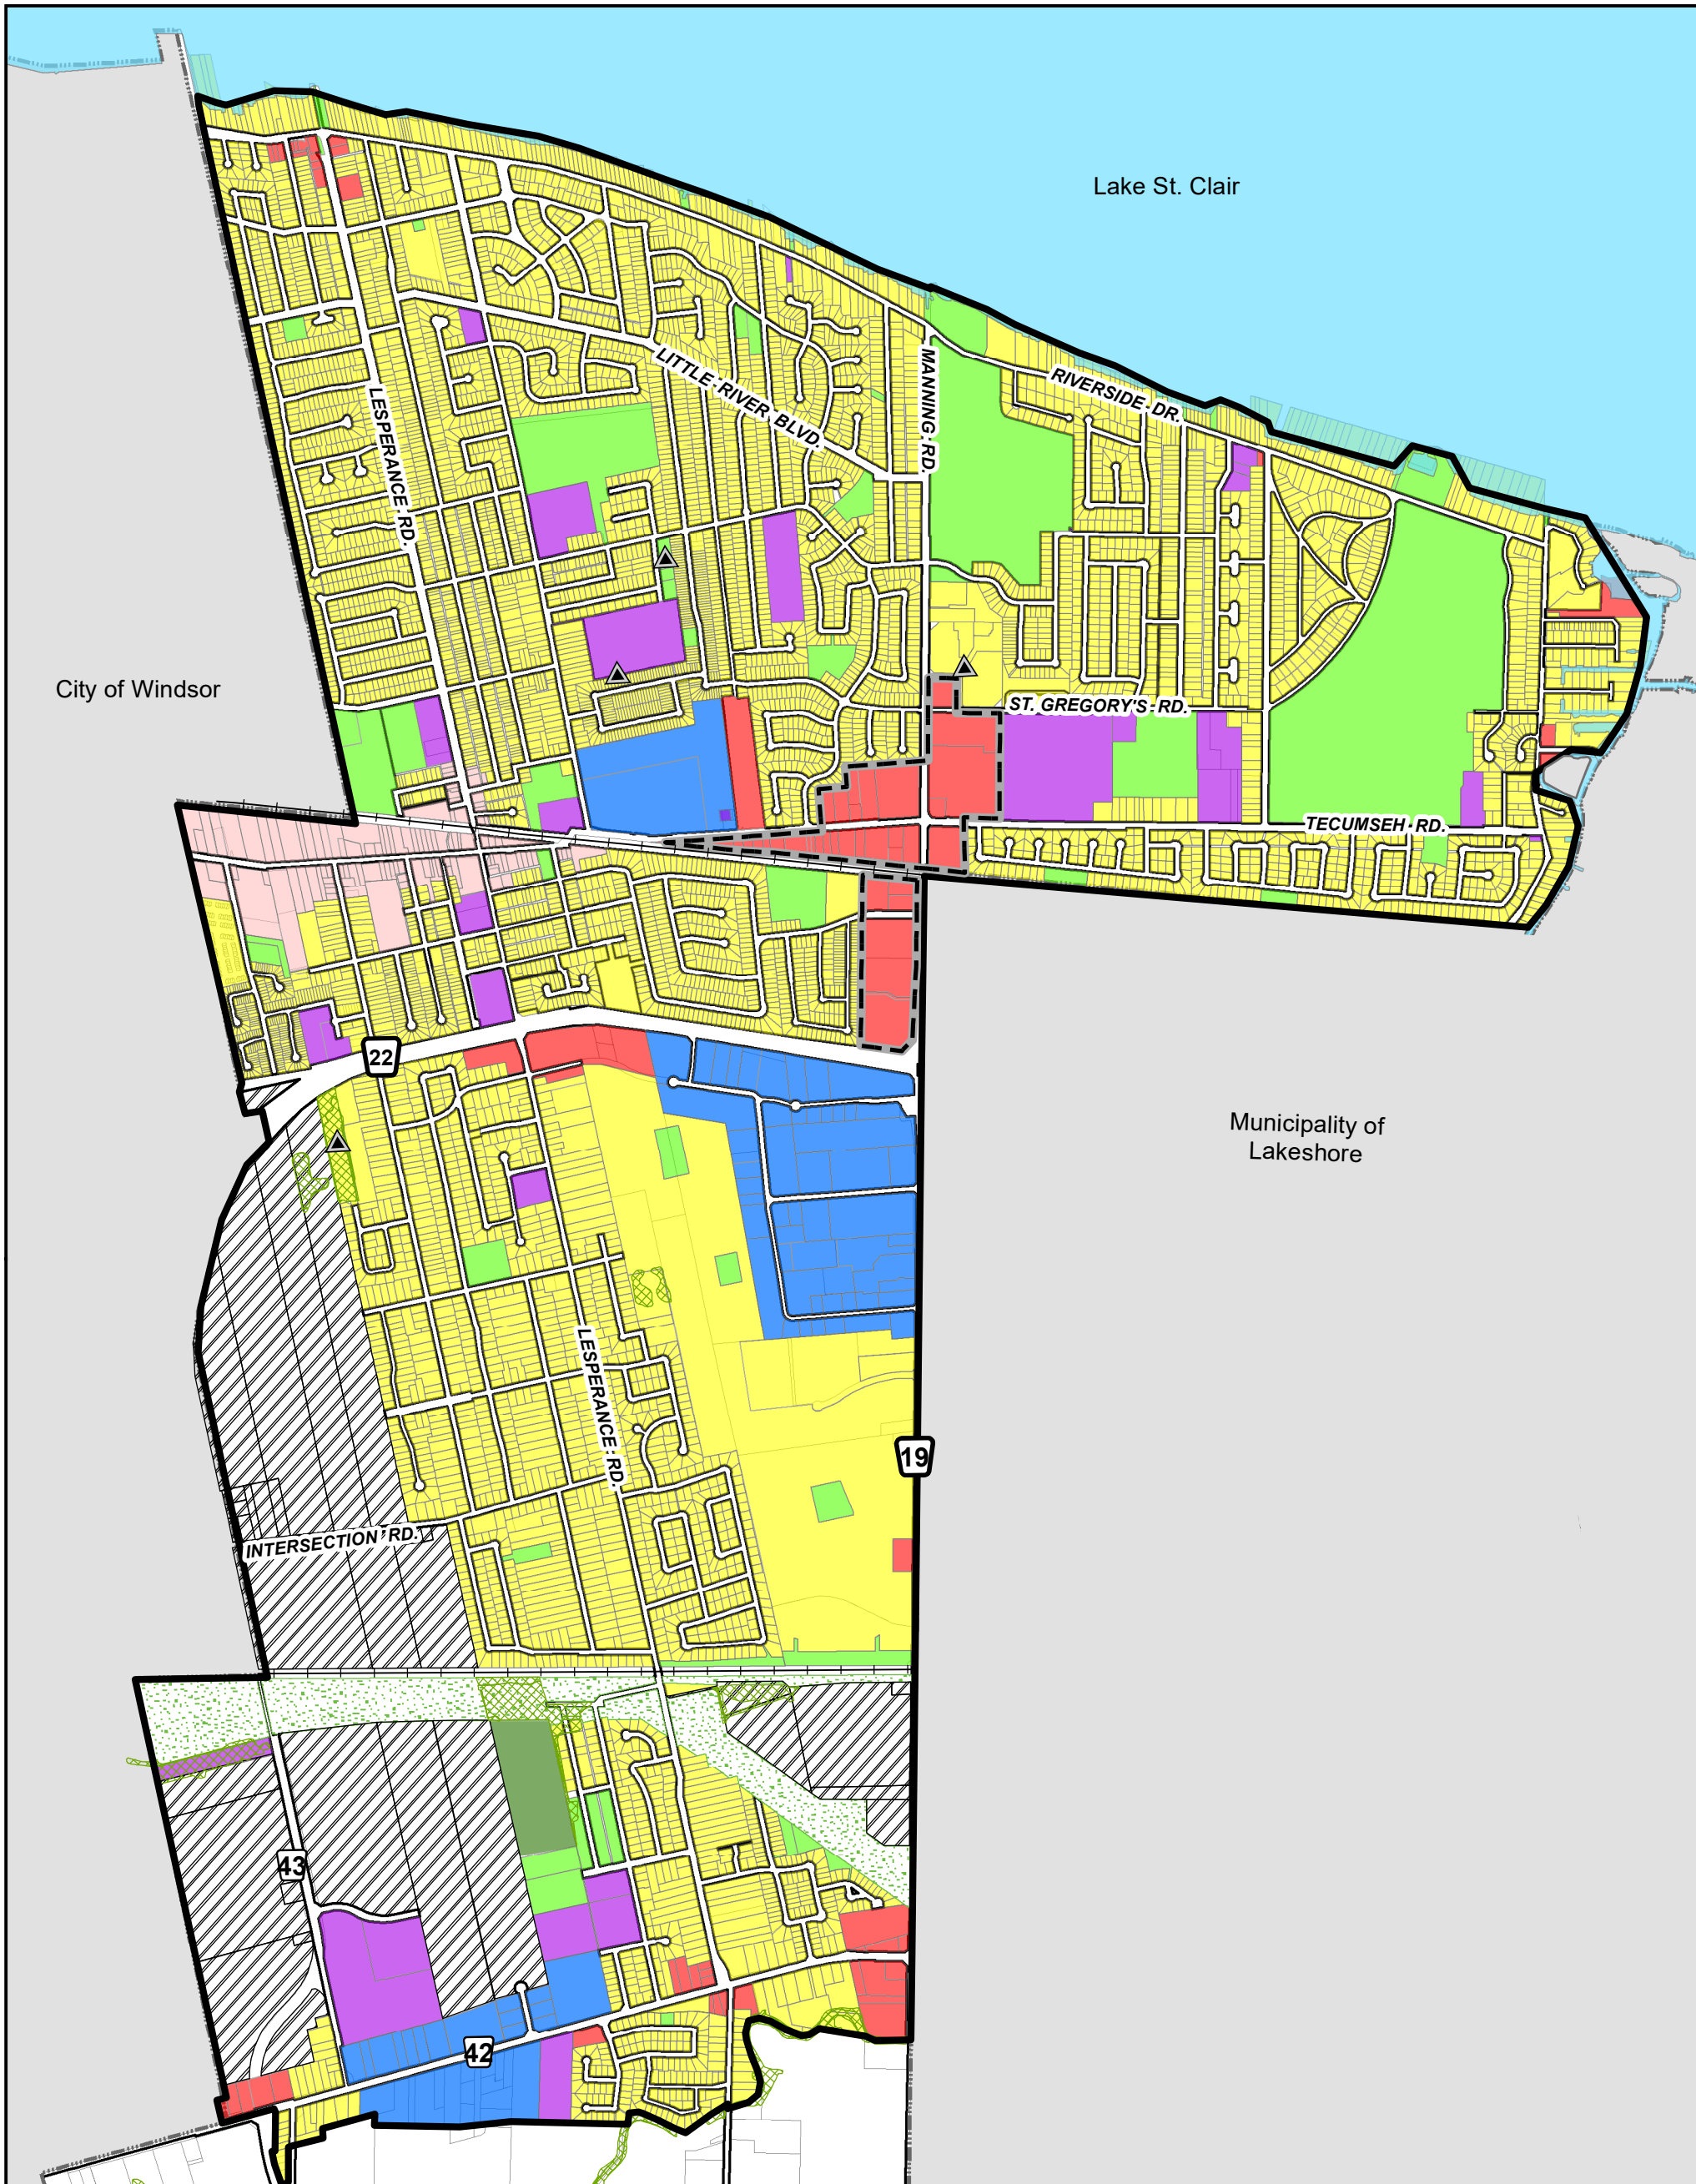 Lake St. Clair
LESPERANCE RD.
LITTLE RIVER BLVD.
MANNING RD.
RIVERSIDE DR.
City of Windsor
ST. GREGORY'S RD.
TECUMSEH RD.
22
Municipality of
Lakeshore
LESPERANCE RD.
19
INTERSECTION RD.
43
42